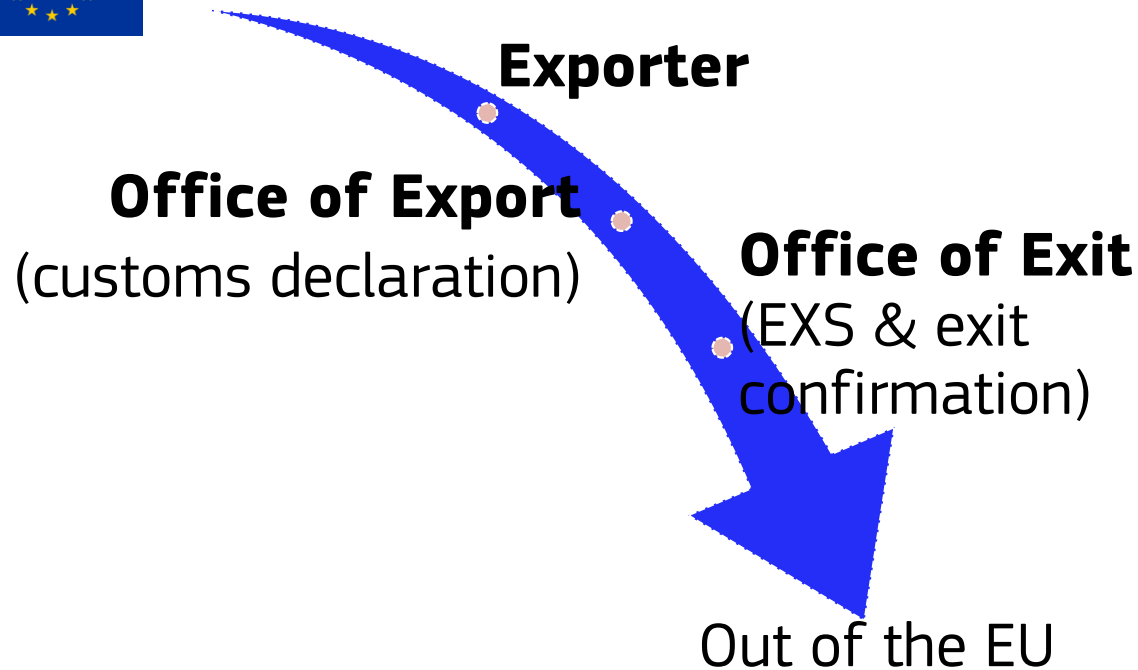 Exporter
Office of Export
(customs declaration)
Office of Exit
(EXS & exit
confirmation)
Out of the EU